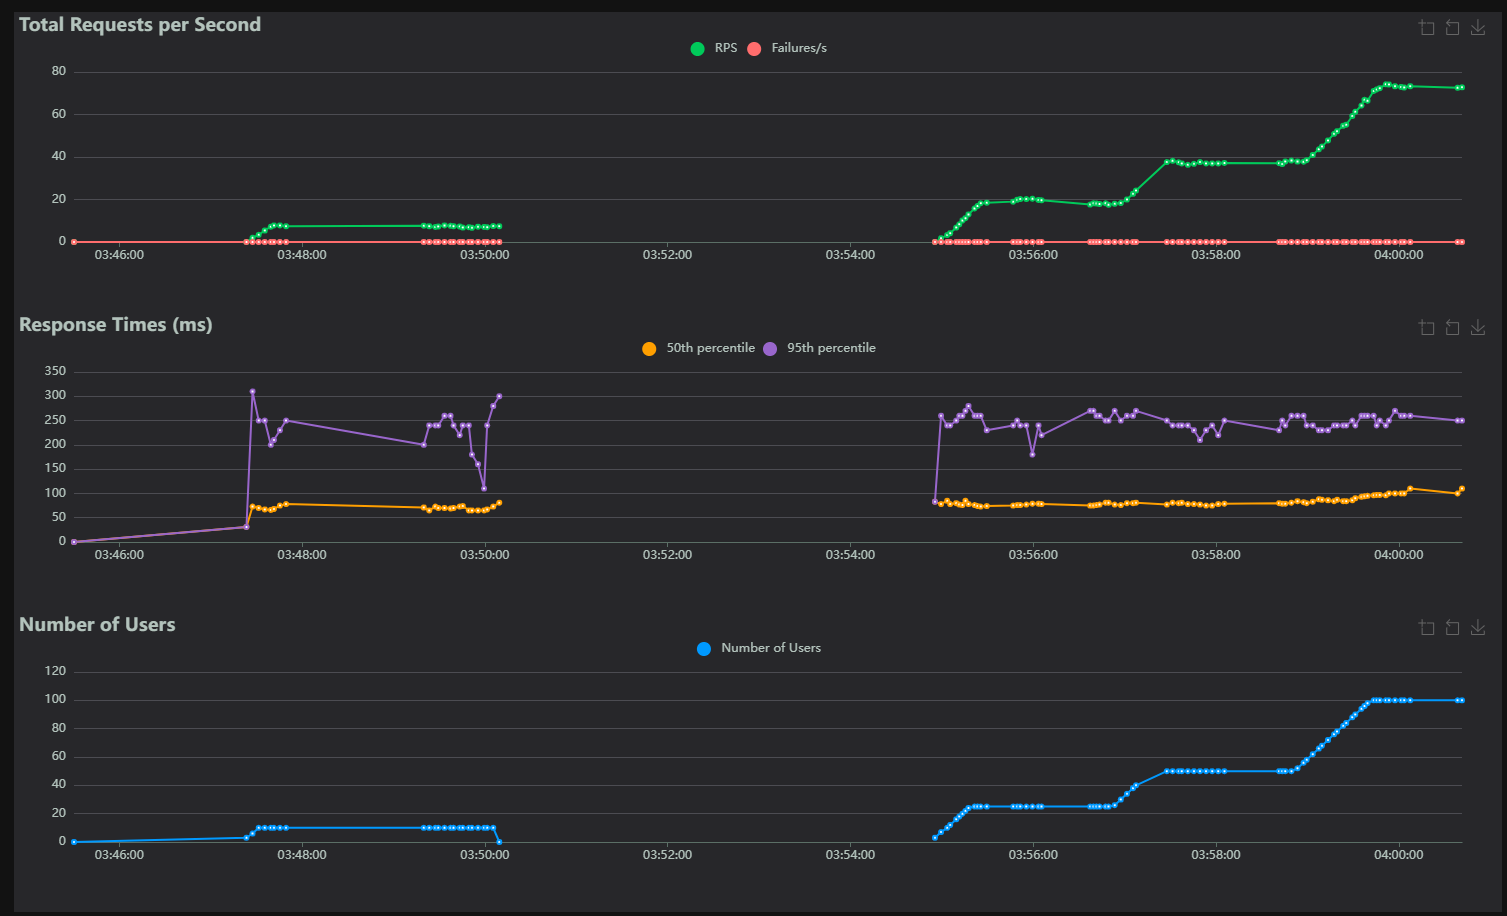 Total Requests per Second
RPS Failures/s
80
60
40
20
0
03:46:00 03:48:00 03:50:00 03:52:00 03:54:00 03:56:00 03:58:00 04:00:00
Response Times (ms)
50th percentile 95th percentile
350
300
250
200
150
100
50
0
03:46:00 03:48:00 03:50:00 03:52:00 03:54:00 03:56:00 03:58:00 04:00:00
Number of Users
Number of Users
120
100
80
60
40
20
0
03:46:00 03:48:00 03:50:00 03:52:00 03:54:00 03:56:00 03:58:00 04:00:00